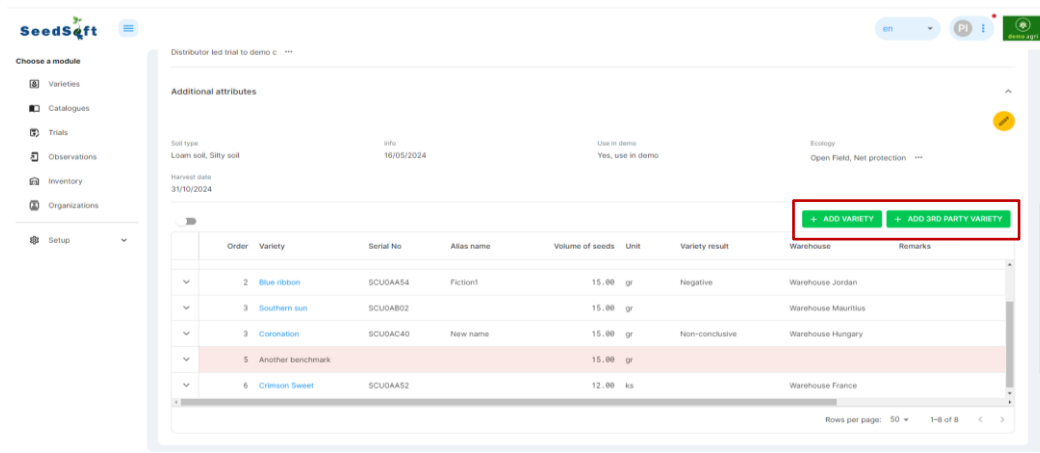 SeedSoft
en
PI
demo agri
Distributor led trial to demo c ...
Choose a module
Varieties
Catalogues
Trials
Observations
Inventory
Organizations
Setup
Additional attributes
Soil type Info Use in demo Ecology
Loam soil, Silty soil 16/05/2024 Yes, use in demo Open Field, Net protection ...
Harvest date
31/10/2024
+ ADD VARIETY + ADD 3RD PARTY VARIETY
Order Variety Serial No Alias name Volume of seeds Unit Variety result Warehouse Remarks
2 Blue ribbon SCU0AA54 Fiction1 15.00 gr Negative Warehouse Jordan
3 Southern sun SCU0AB02 15.00 gr Warehouse Mauritius
3 Coronation SCU0AC40 New name 15.00 gr Non-conclusive Warehouse Hungary
5 Another benchmark 15.00 gr
6 Crimson Sweet SCU0AA52 12.00 ks Warehouse France
Rows per page: 50 1-8 of 8